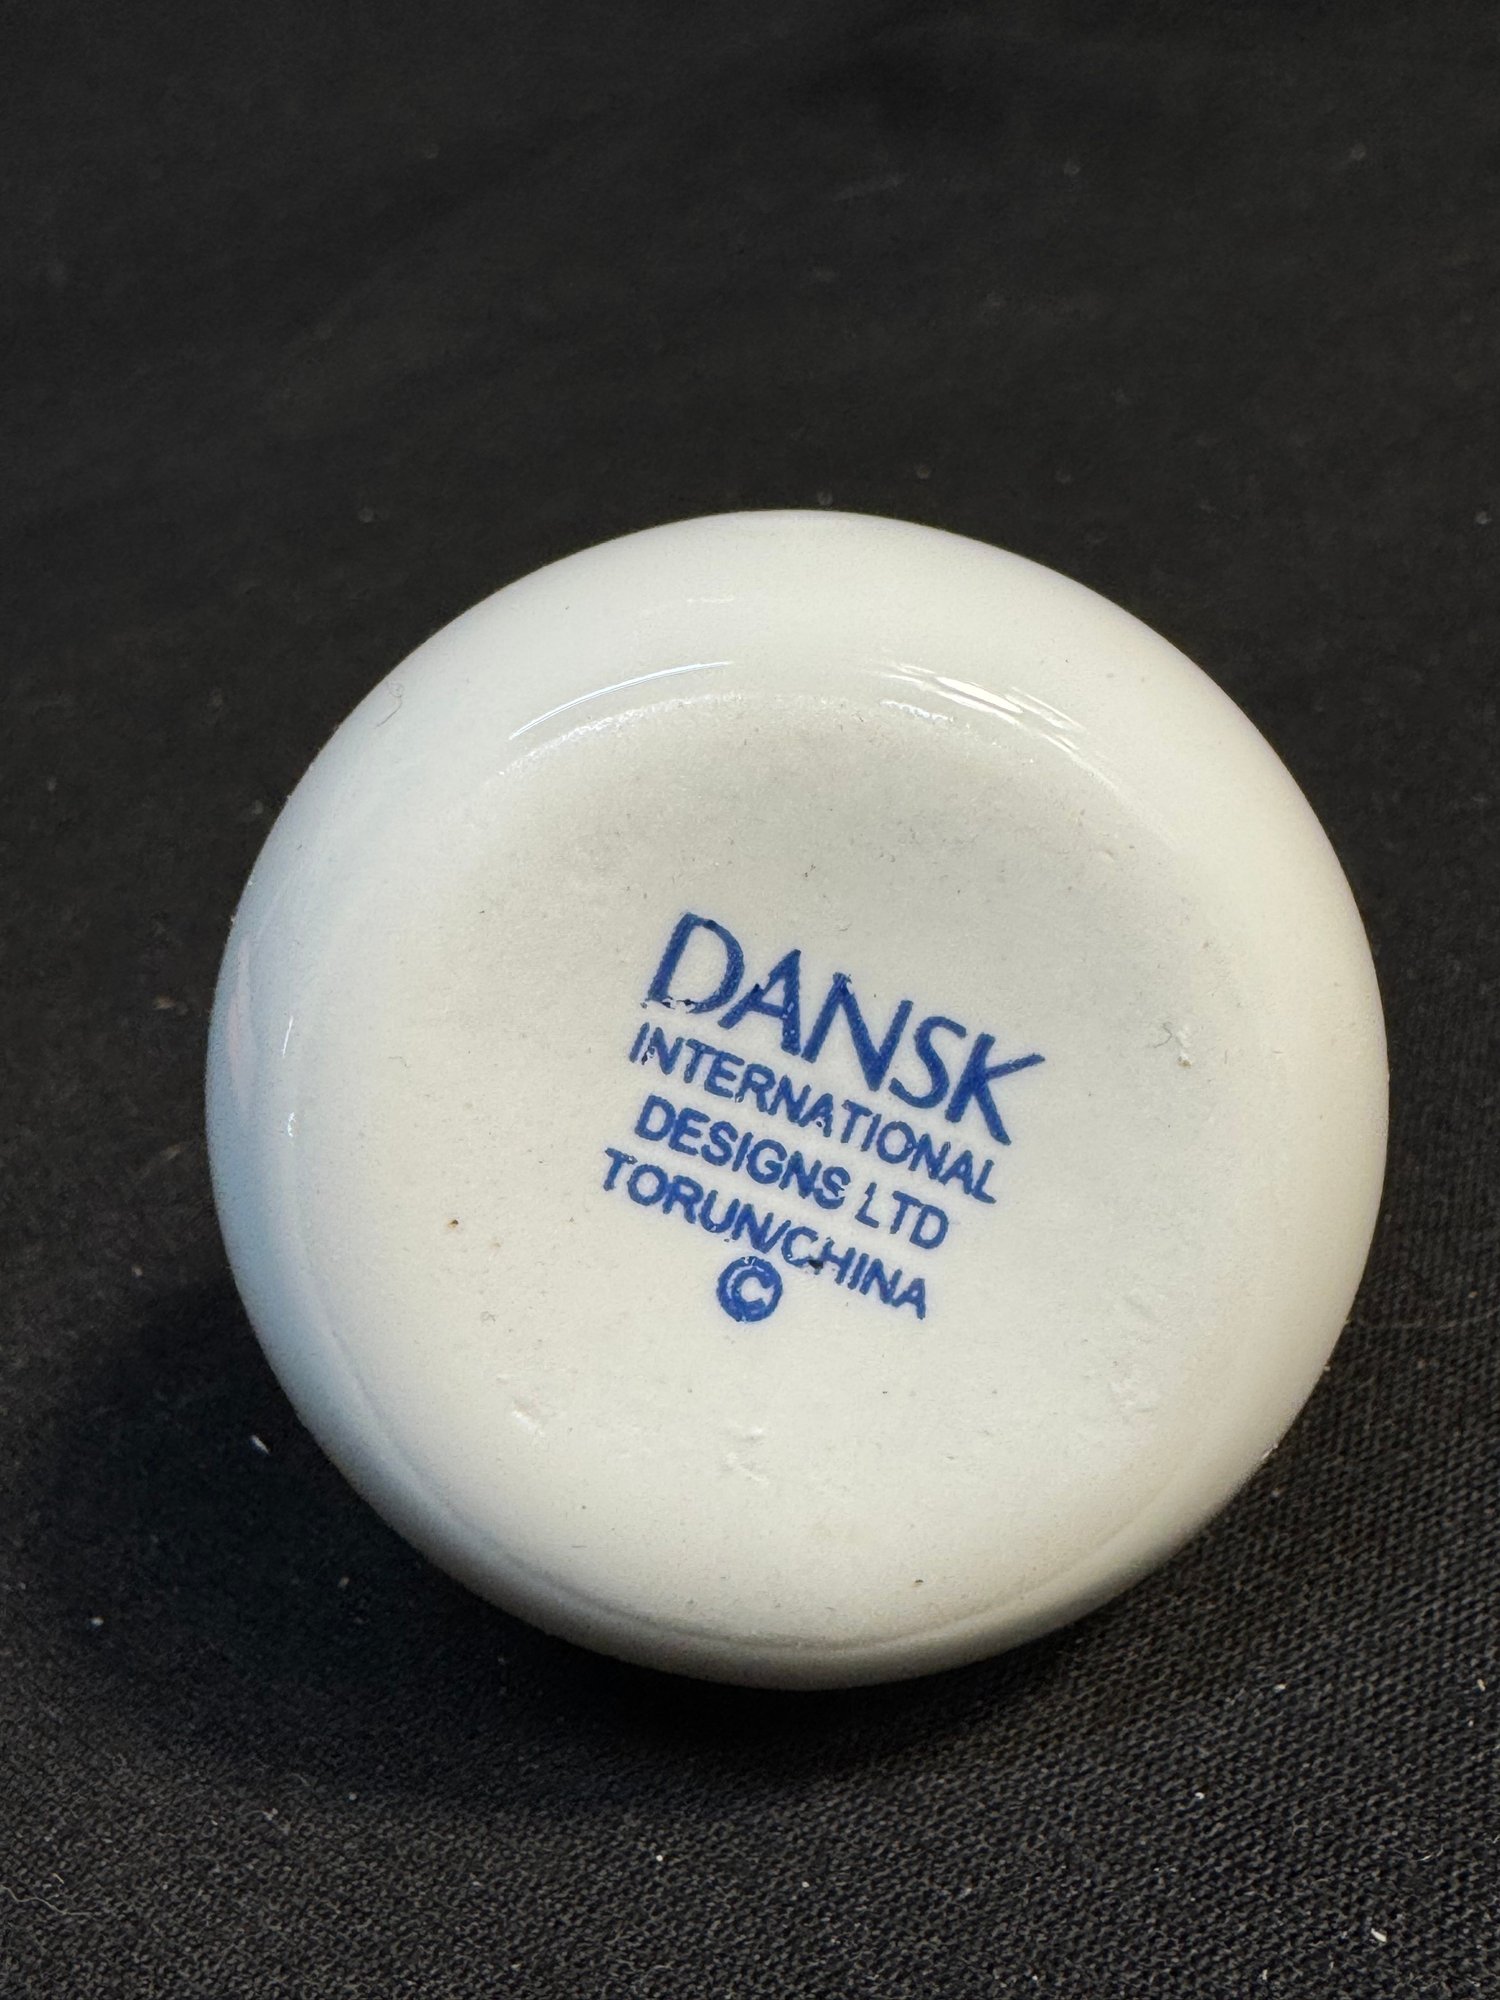 DANSK
INTERNATIONAL
DESIGNS LTD
TORUN/CHINA
©